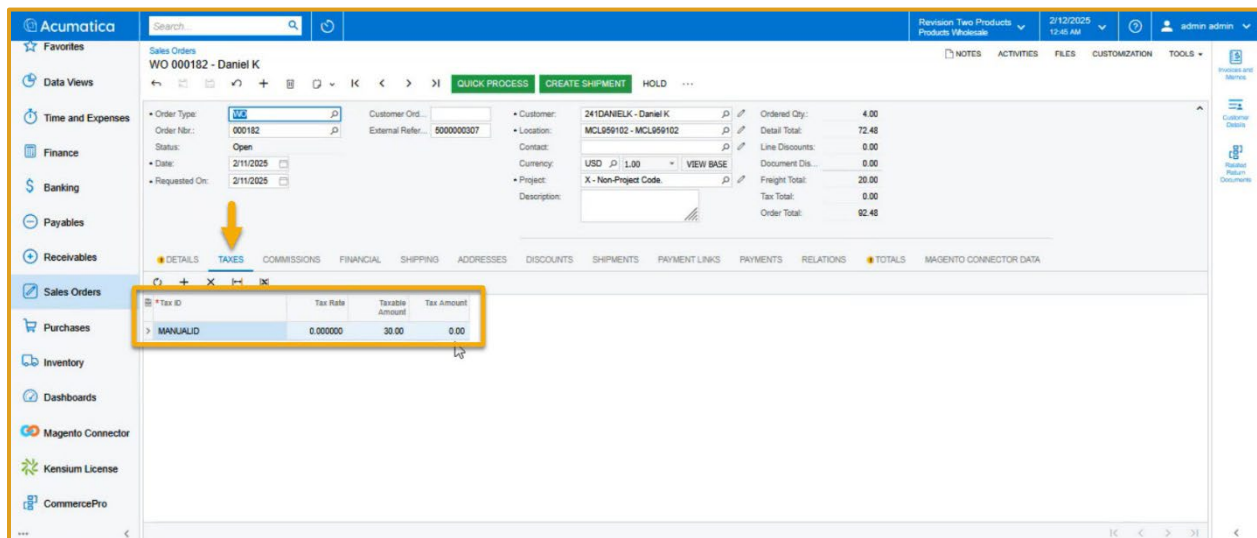 Acumatica
Search...
Revision Two Products
Products Wholesale
2/12/2025
12:45 AM
admin admin
Favorites
Data Views
Time and Expenses
Finance
Banking
Payables
Receivables
Sales Orders
Purchases
Inventory
Dashboards
Magento Connector
Kensium License
CommercePro
Sales Orders
WO 000182 - Daniel K
NOTES ACTIVITIES FILES CUSTOMIZATION TOOLS
QUICK PROCESS CREATE SHIPMENT HOLD ...
Order Type: WO Customer Ord... Customer: 241DANIELK - Daniel K Ordered Qty.: 4.00
Order Nbr.: 000182 External Refer... 5000000307 Location: MCL959102 - MCL959102 Detail Total: 72.48
Status: Open Contact: Line Discounts: 0.00
Date: 2/11/2025 Currency: USD 1.00 VIEW BASE Document Dis... 0.00
Requested On: 2/11/2025 Project: X - Non-Project Code. Freight Total: 20.00
Description: Tax Total: 0.00
Order Total: 92.48
DETAILS TAXES COMMISSIONS FINANCIAL SHIPPING ADDRESSES DISCOUNTS SHIPMENTS PAYMENT LINKS PAYMENTS RELATIONS TOTALS MAGENTO CONNECTOR DATA
*Tax ID Tax Rate Taxable Amount Tax Amount
MANUALID 0.000000 30.00 0.00
Invoices and
Memos
Customer
Details
Related
Return
Documents